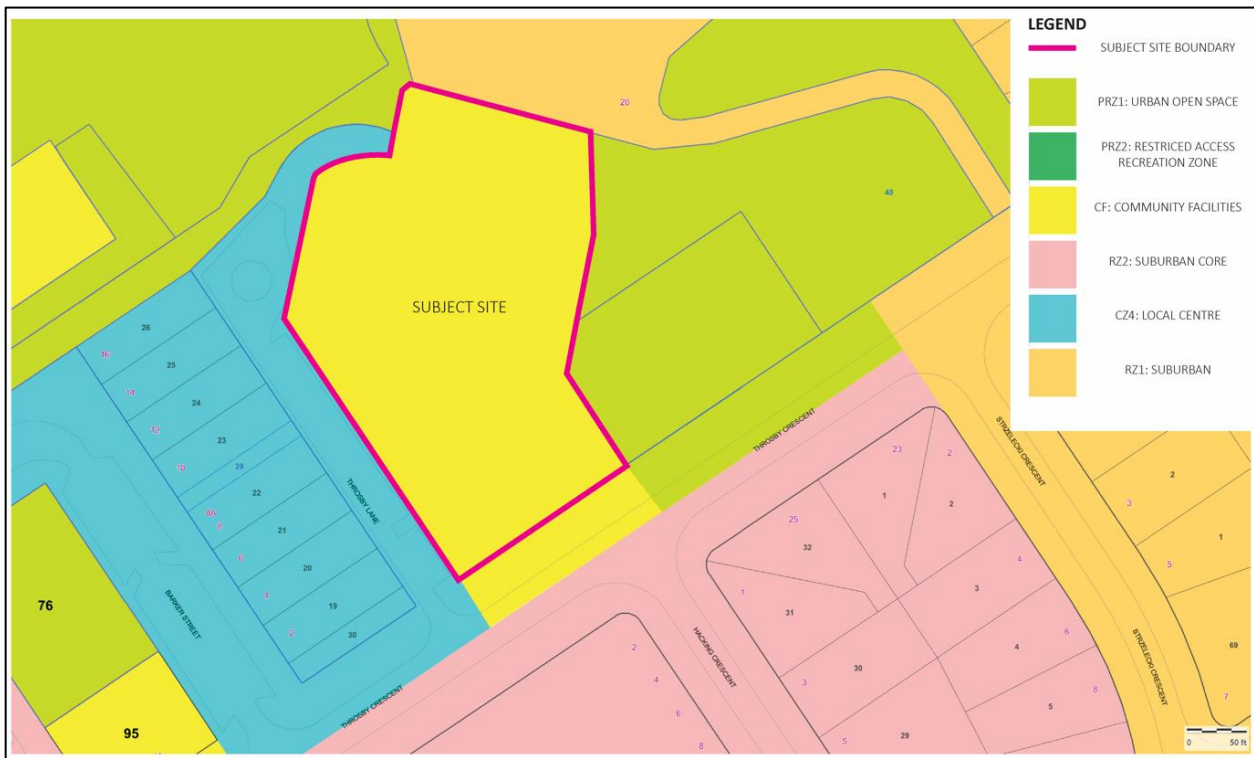 LEGEND
SUBJECT SITE BOUNDARY
PRZ1: URBAN OPEN SPACE
PRZ2: RESTRICED ACCESS
RECREATION ZONE
CF: COMMUNITY FACILITIES
RZ2: SUBURBAN CORE
CZ4: LOCAL CENTRE
RZ1: SUBURBAN
20
40
SUBJECT SITE
26
16
25
14
24
12
23
10
29
22
8A
8
21
6
20
4
19
2
30
THROSBY LANE
BARKER STREET
THROSBY CRESCENT
76
95
THROSBY CRESCENT
STRZELECKI CRESCENT
23
2
1
2
25
32
1
31
4
3
HACKING CRESCENT
30
3
4
6
5
8
29
5
2
4
6
8
STRZELECKI CRESCENT
2
3
1
5
69
7
0 50 ft